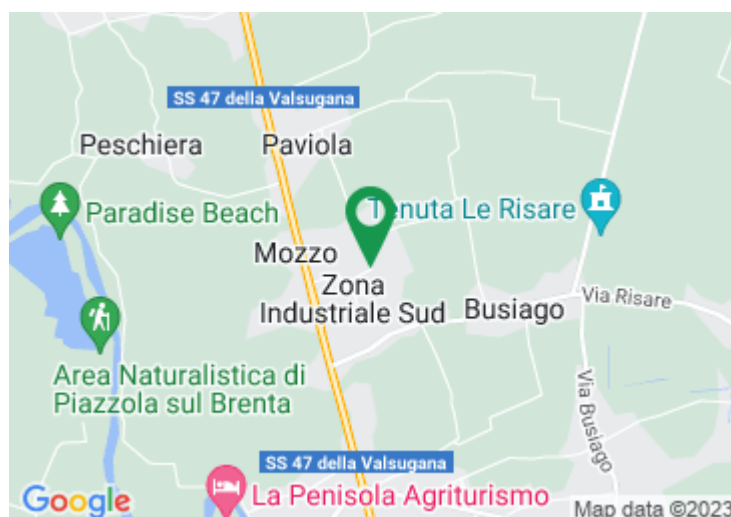 SS 47 della Valsugana
Peschiera
Paviola
Paradise Beach
Tenuta Le Risare
Mozzo
Zona
Industriale Sud
Busiago
Via Risare
Area Naturalistica di
Piazzola sul Brenta
Via Busiago
SS 47 della Valsugana
La Penisola Agriturismo
Google
Map data ©2023